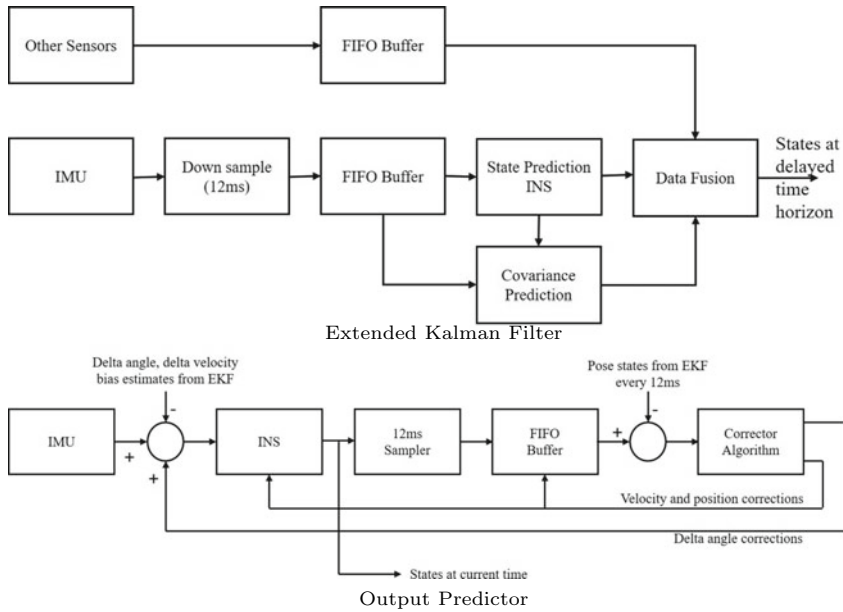 Other Sensors
FIFO Buffer
IMU
Down sample
(12ms)
FIFO Buffer
State Prediction
INS
Data Fusion
States at
delayed
time
horizon
Covariance
Prediction
Extended Kalman Filter
Delta angle, delta velocity
bias estimates from EKF
Pose states from EKF
every 12ms
-
-
IMU
+
+
INS
12ms
Sampler
FIFO
Buffer
+
Corrector
Algorithm
Velocity and position corrections
Delta angle corrections
States at current time
Output Predictor